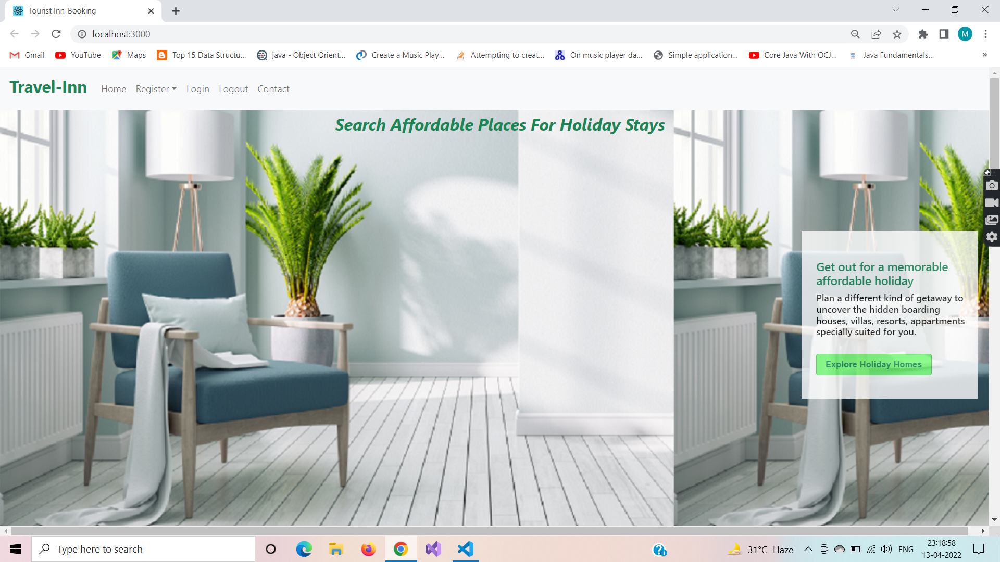 Tourist Inn-Booking
localhost:3000
M
Gmail YouTube Maps Top 15 Data Structu... java - Object Orient... Create a Music Play... Attempting to creat... On music player da... Simple application... Core Java With OCJ... Java Fundamentals... »
Travel-Inn Home Register Login Logout Contact
Search Affordable Places For Holiday Stays
Get out for a memorable
affordable holiday
Plan a different kind of getaway to
uncover the hidden boarding
houses, villas, resorts, appartments
specially suited for you.
Explore Holiday Homes
Type here to search
31°C Haze
ENG
23:18:58
13-04-2022